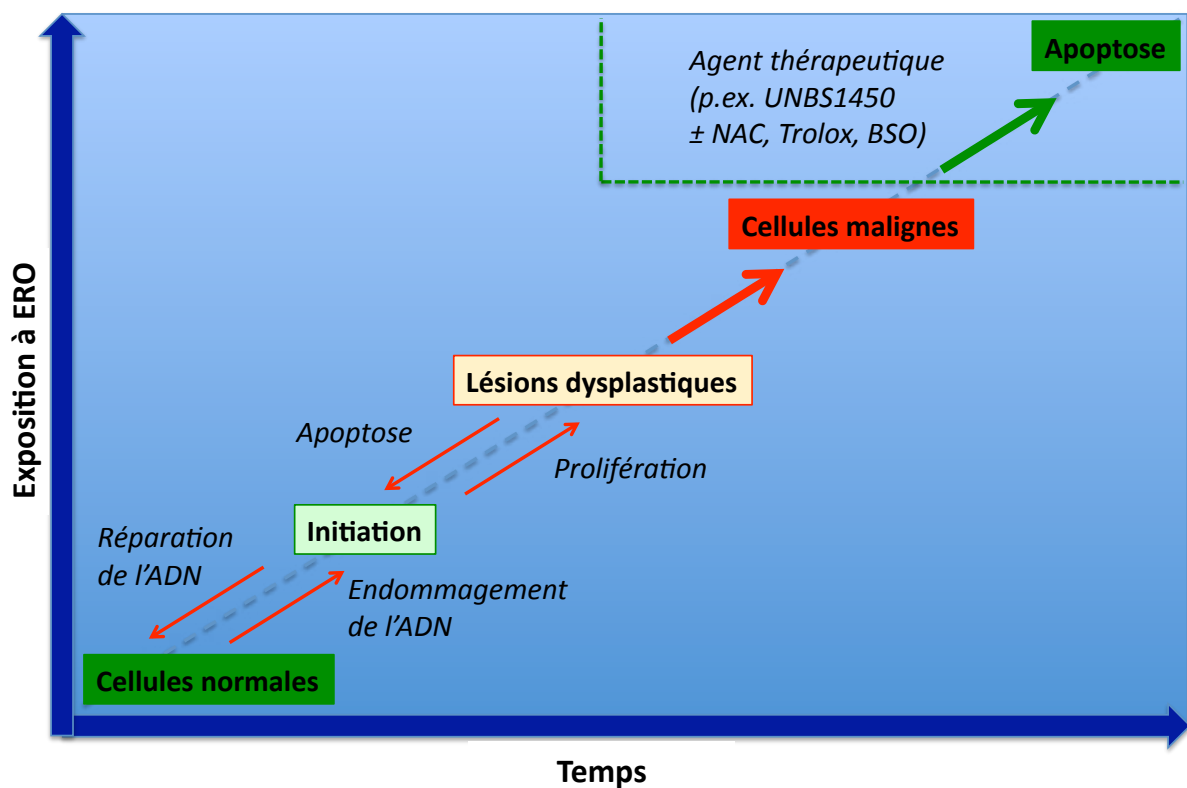 Apoptose
Agent thérapeutique
(p.ex. UNBS1450
± NAC, Trolox, BSO)
Cellules malignes
Exposition à ERO
Lésions dysplastiques
Apoptose
Prolifération
Initiation
Réparation
de l’ADN
Endommagement
de l’ADN
Cellules normales
Temps